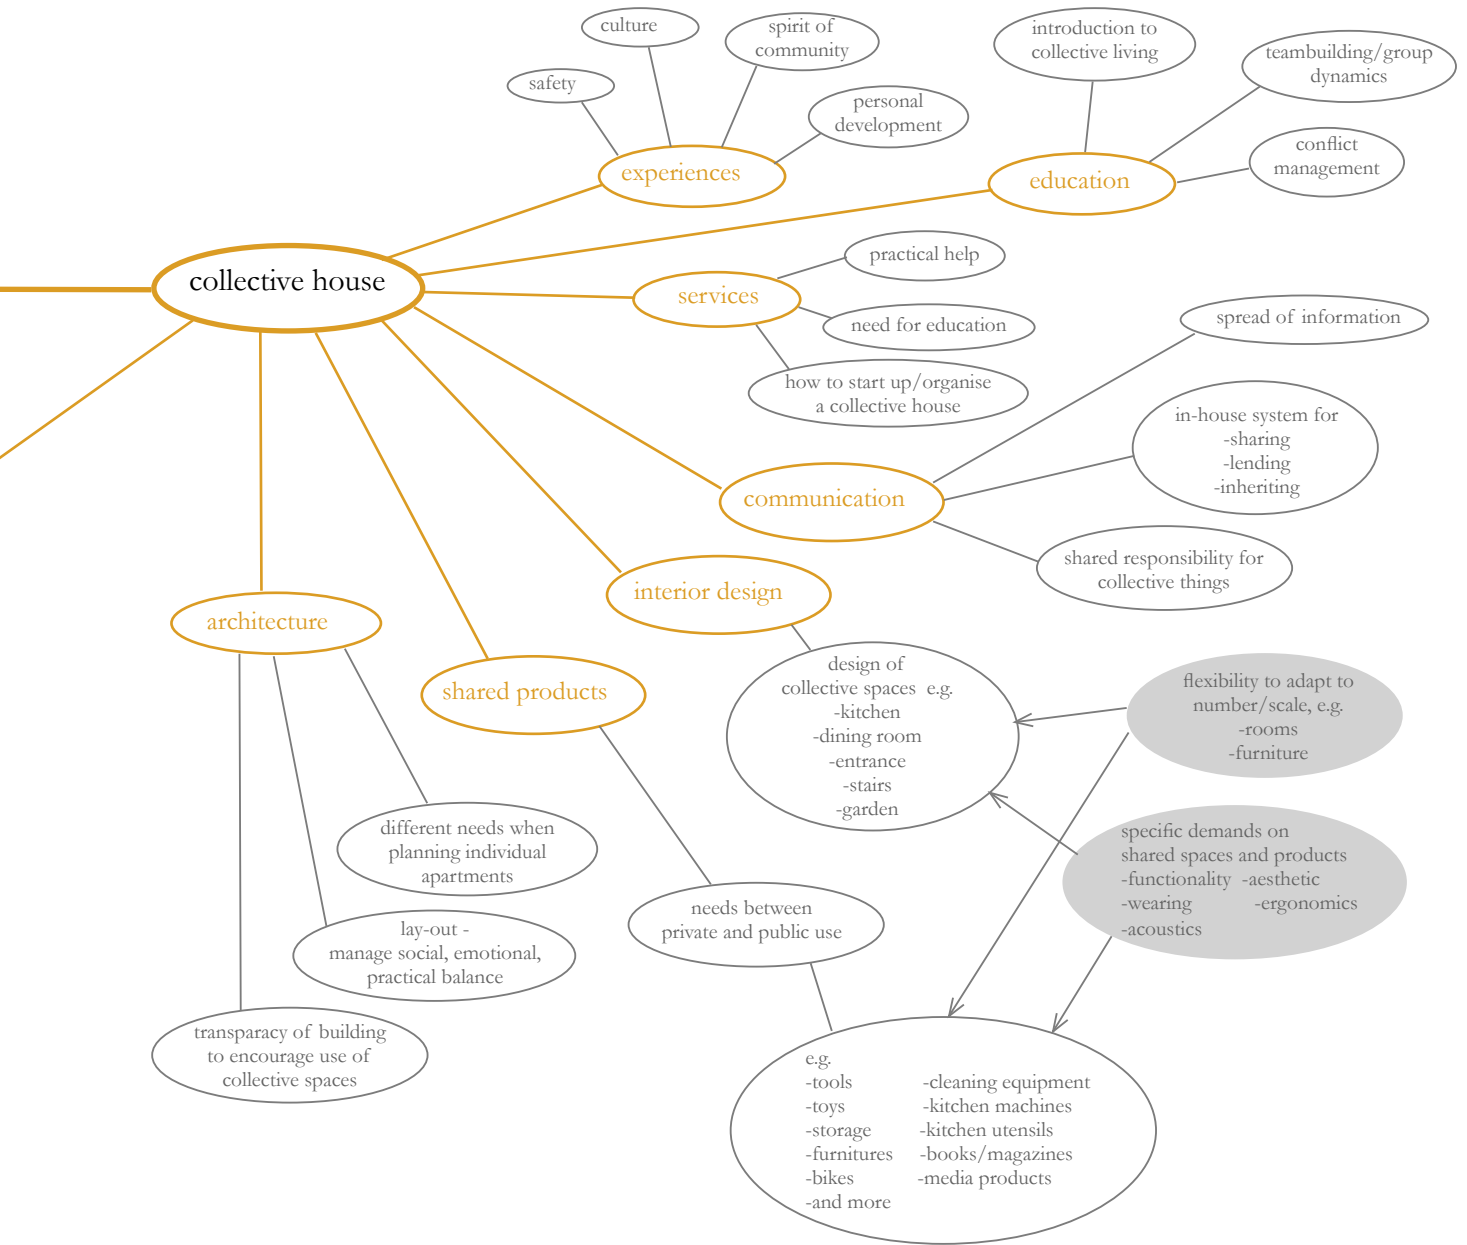 culture
spirit of
community
safety
personal
development
experiences
introduction to
collective living
teambuilding/group
dynamics
conflict
management
education
collective house
practical help
services
need for education
how to start up/organise
a collective house
spread of information
in-house system for
-sharing
-lending
-inheriting
communication
shared responsibility for
collective things
interior design
architecture
shared products
design of
collective spaces e.g.
-kitchen
-dining room
-entrance
-stairs
-garden
flexibility to adapt to
number/scale, e.g.
-rooms
-furniture
specific demands on
shared spaces and products
-functionality -aesthetic
-wearing -ergonomics
-acoustics
different needs when
planning individual
apartments
needs between
private and public use
lay-out -
manage social, emotional,
practical balance
transparacy of building
to encourage use of
collective spaces
e.g.
-tools -cleaning equipment
-toys -kitchen machines
-storage -kitchen utensils
-furnitures -books/magazines
-bikes -media products
-and more